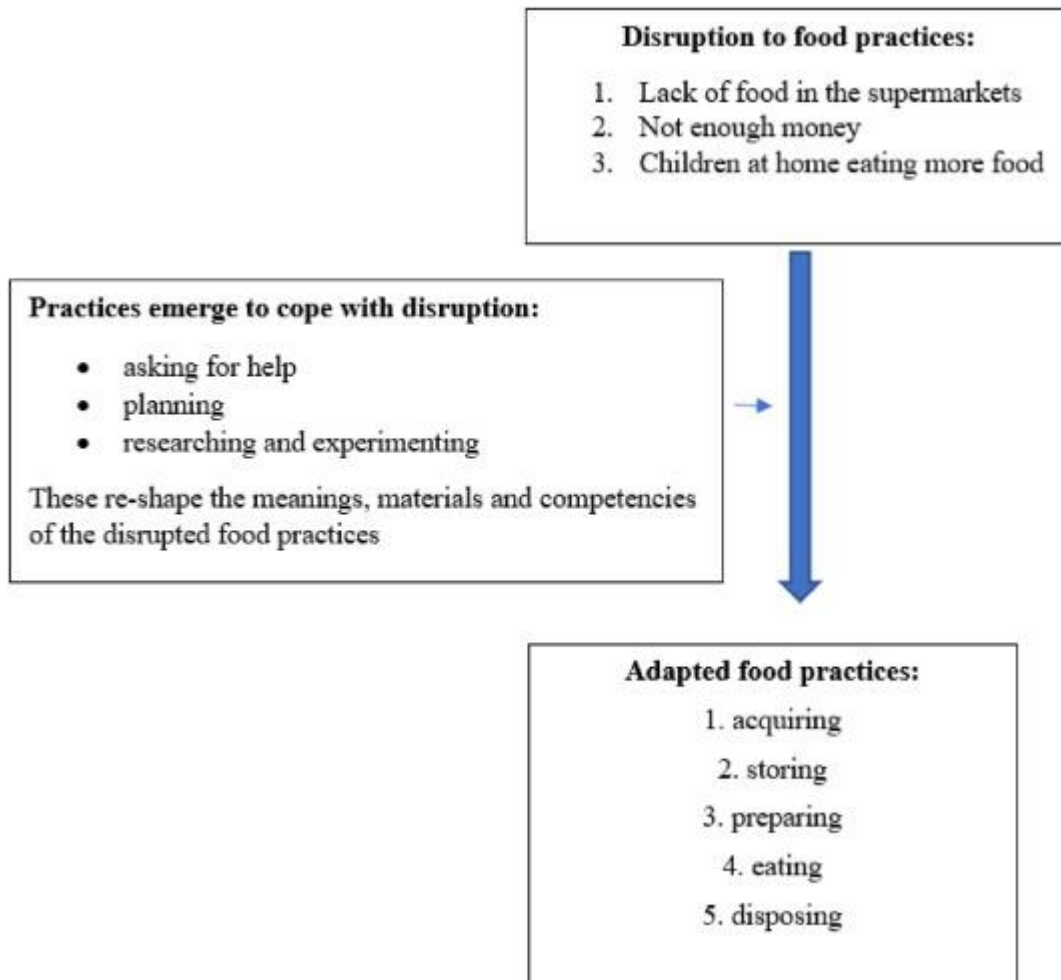 Disruption to food practices:
1. Lack of food in the supermarkets
2. Not enough money
3. Children at home eating more food
Practices emerge to cope with disruption:
• asking for help
• planning
• researching and experimenting
These re-shape the meanings, materials and competencies
of the disrupted food practices
Adapted food practices:
1. acquiring
2. storing
3. preparing
4. eating
5. disposing